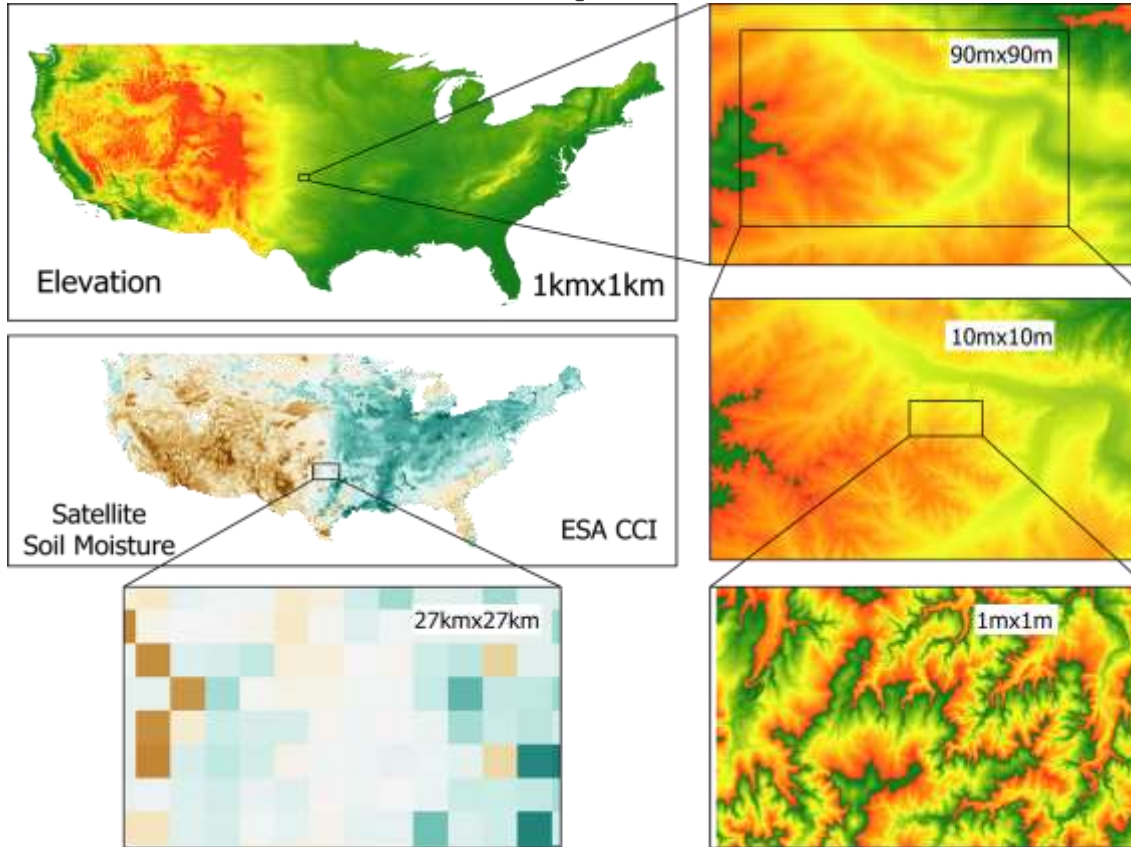 90mx90m
Elevation
1kmx1km
10mx10m
Satellite
Soil Moisture
ESA CCI
27kmx27km
1mx1m